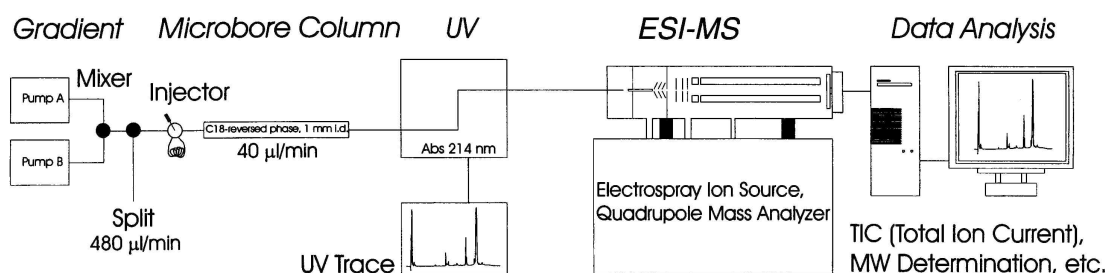 Gradient
Microbore Column
UV
ESI-MS
Data Analysis
Pump A
Mixer
Injector
Pump B
C18-reversed phase, 1 mm i.d.
40 µl/min
Abs 214 nm
Split
480 µl/min
UV Trace
Electrospray Ion Source,
Quadrupole Mass Analyzer
TIC (Total Ion Current),
MW Determination, etc.